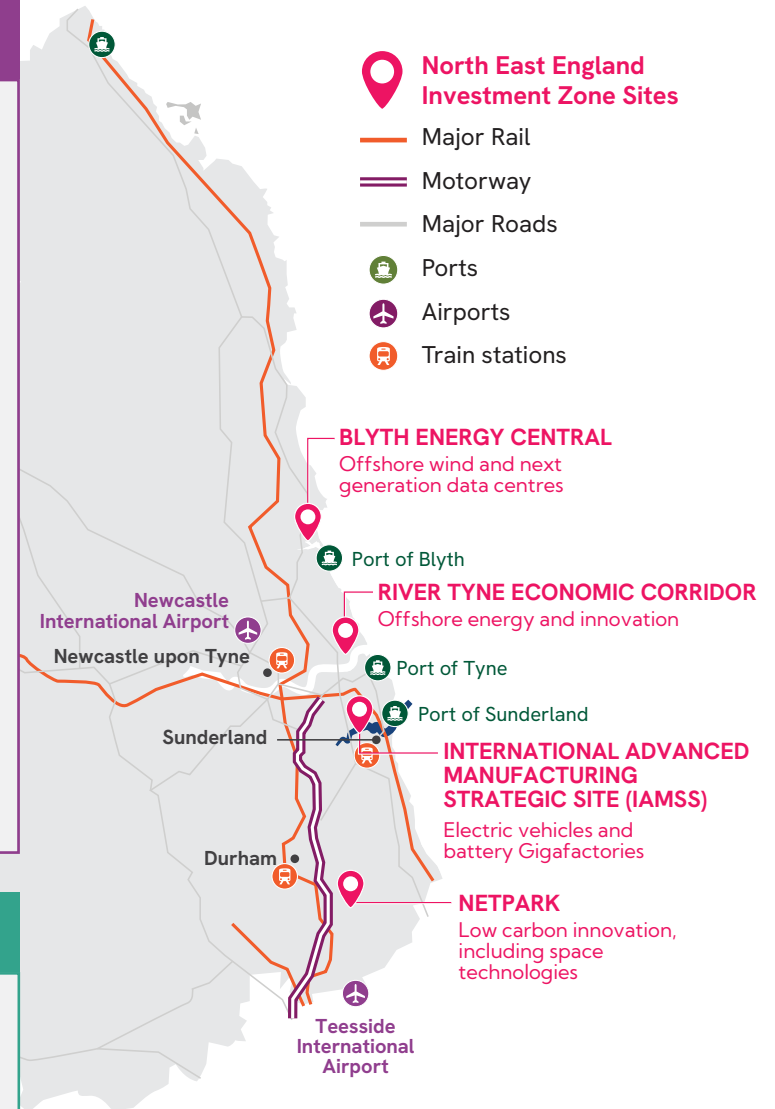 North East England
Investment Zone Sites
Major Rail
Motorway
Major Roads
Ports
Airports
Train stations
BLYTH ENERGY CENTRAL
Offshore wind and next
generation data centres
Port of Blyth
RIVER TYNE ECONOMIC CORRIDOR
Offshore energy and innovation
Newcastle
International Airport
Newcastle upon Tyne
Port of Tyne
Port of Sunderland
Sunderland
INTERNATIONAL ADVANCED
MANUFACTURING
STRATEGIC SITE (IAMSS)
Electric vehicles and
battery Gigafactories
Durham
NETPARK
Low carbon innovation,
including space
technologies
Teesside
International
Airport